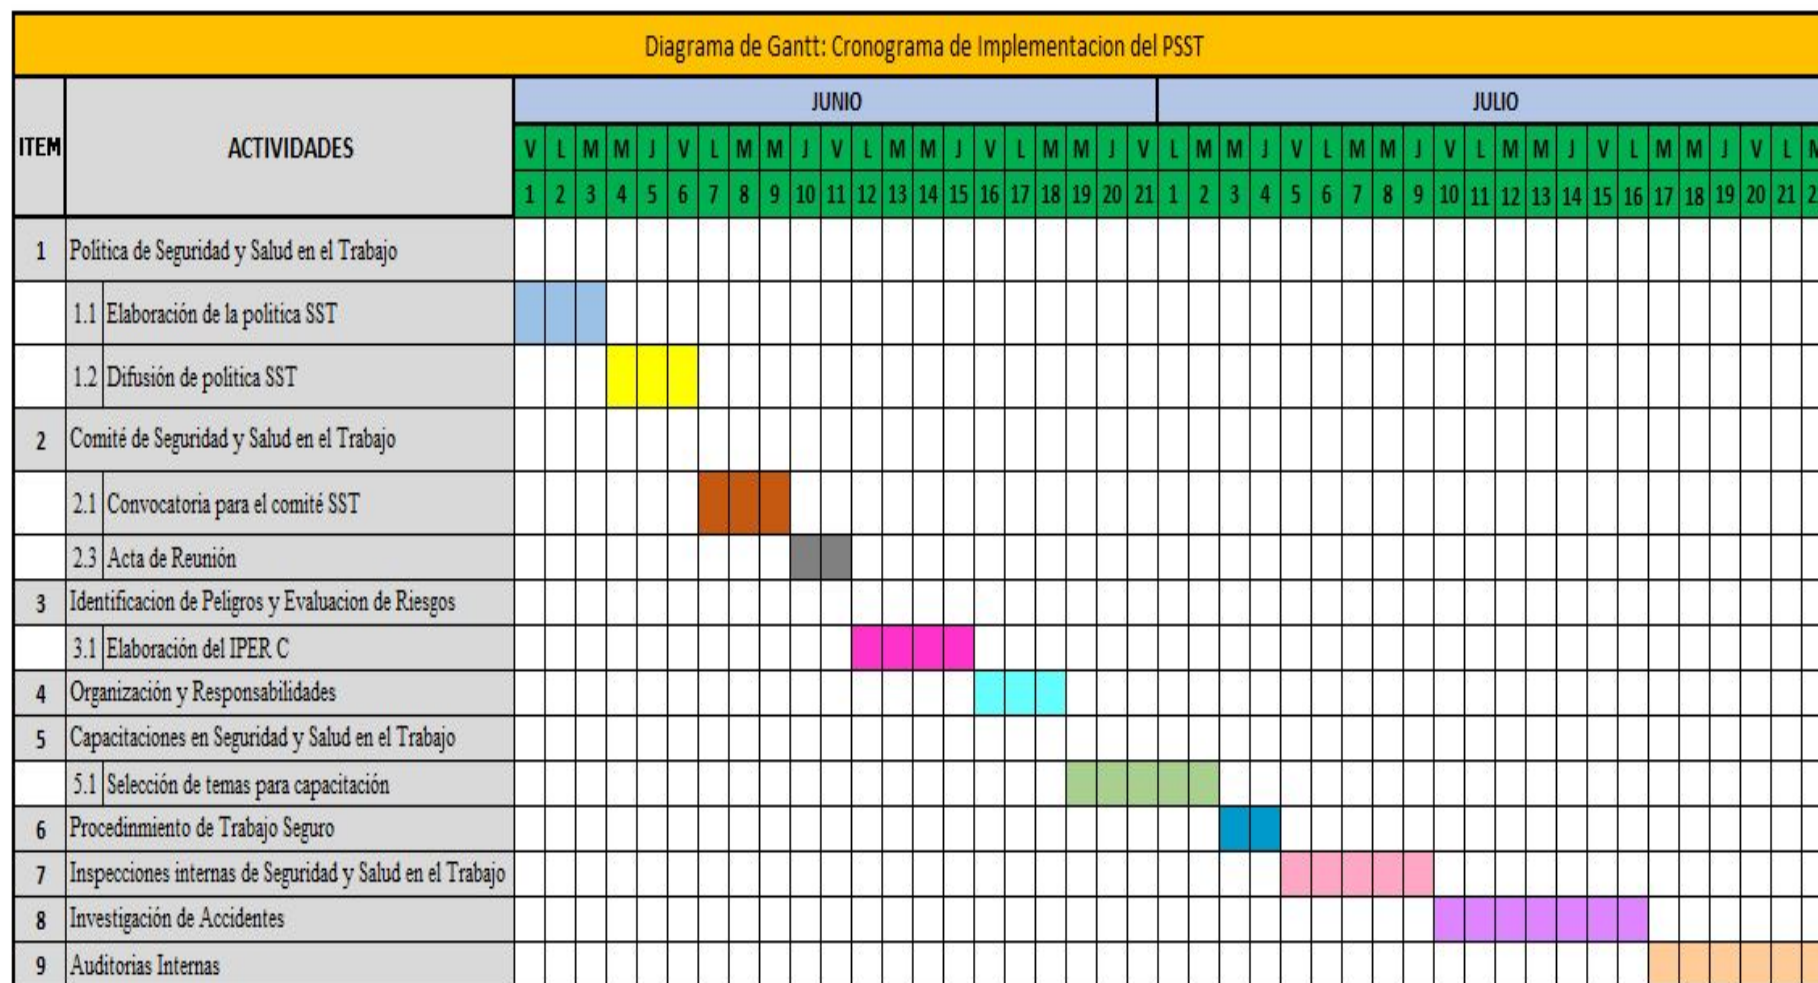 Diagrama de Gantt: Cronograma de Implementacion del PSST
ITEM ACTIVIDADES JUNIO JULIO
V L M M J V L M M J V L M M J V L M M J V L M M J V L M M J V L M M J V L M M J V L M
1 2 3 4 5 6 7 8 9 10 11 12 13 14 15 16 17 18 19 20 21 1 2 3 4 5 6 7 8 9 10 11 12 13 14 15 16 17 18 19 20 21 2
1 Política de Seguridad y Salud en el Trabajo
1.1 Elaboración de la politica SST
1.2 Difusión de politica SST
2 Comité de Seguridad y Salud en el Trabajo
2.1 Convocatoria para el comité SST
2.3 Acta de Reunión
3 Identificacion de Peligros y Evaluacion de Riesgos
3.1 Elaboración del IPER C
4 Organización y Responsabilidades
5 Capacitaciones en Seguridad y Salud en el Trabajo
5.1 Selección de temas para capacitación
6 Procedinmiento de Trabajo Seguro
7 Inspecciones internas de Seguridad y Salud en el Trabajo
8 Investigación de Accidentes
9 Auditorias Internas